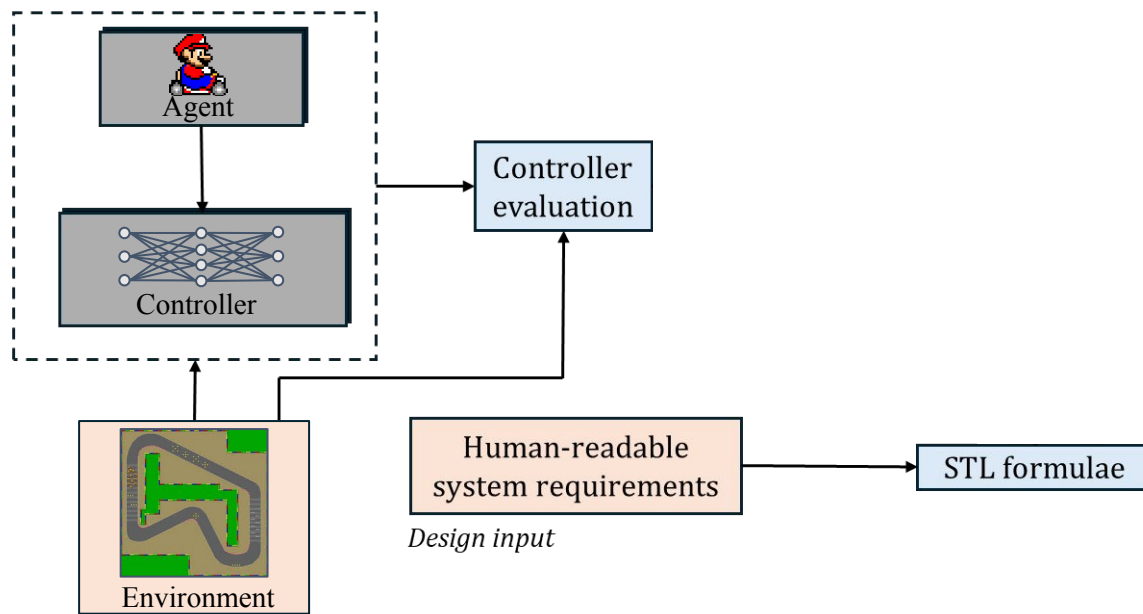 Agent
Controller
Controller
evaluation
Environment
Human-readable
system requirements
Design input
STL formulae